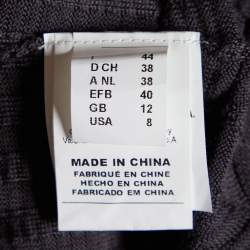 44
D CH 38
A NL 38
EFB 40
GB 12
USA 8
MADE IN CHINA
FABRIQUÉ EN CHINE
HECHO EN CHINA
FABRICADO EM CHINA